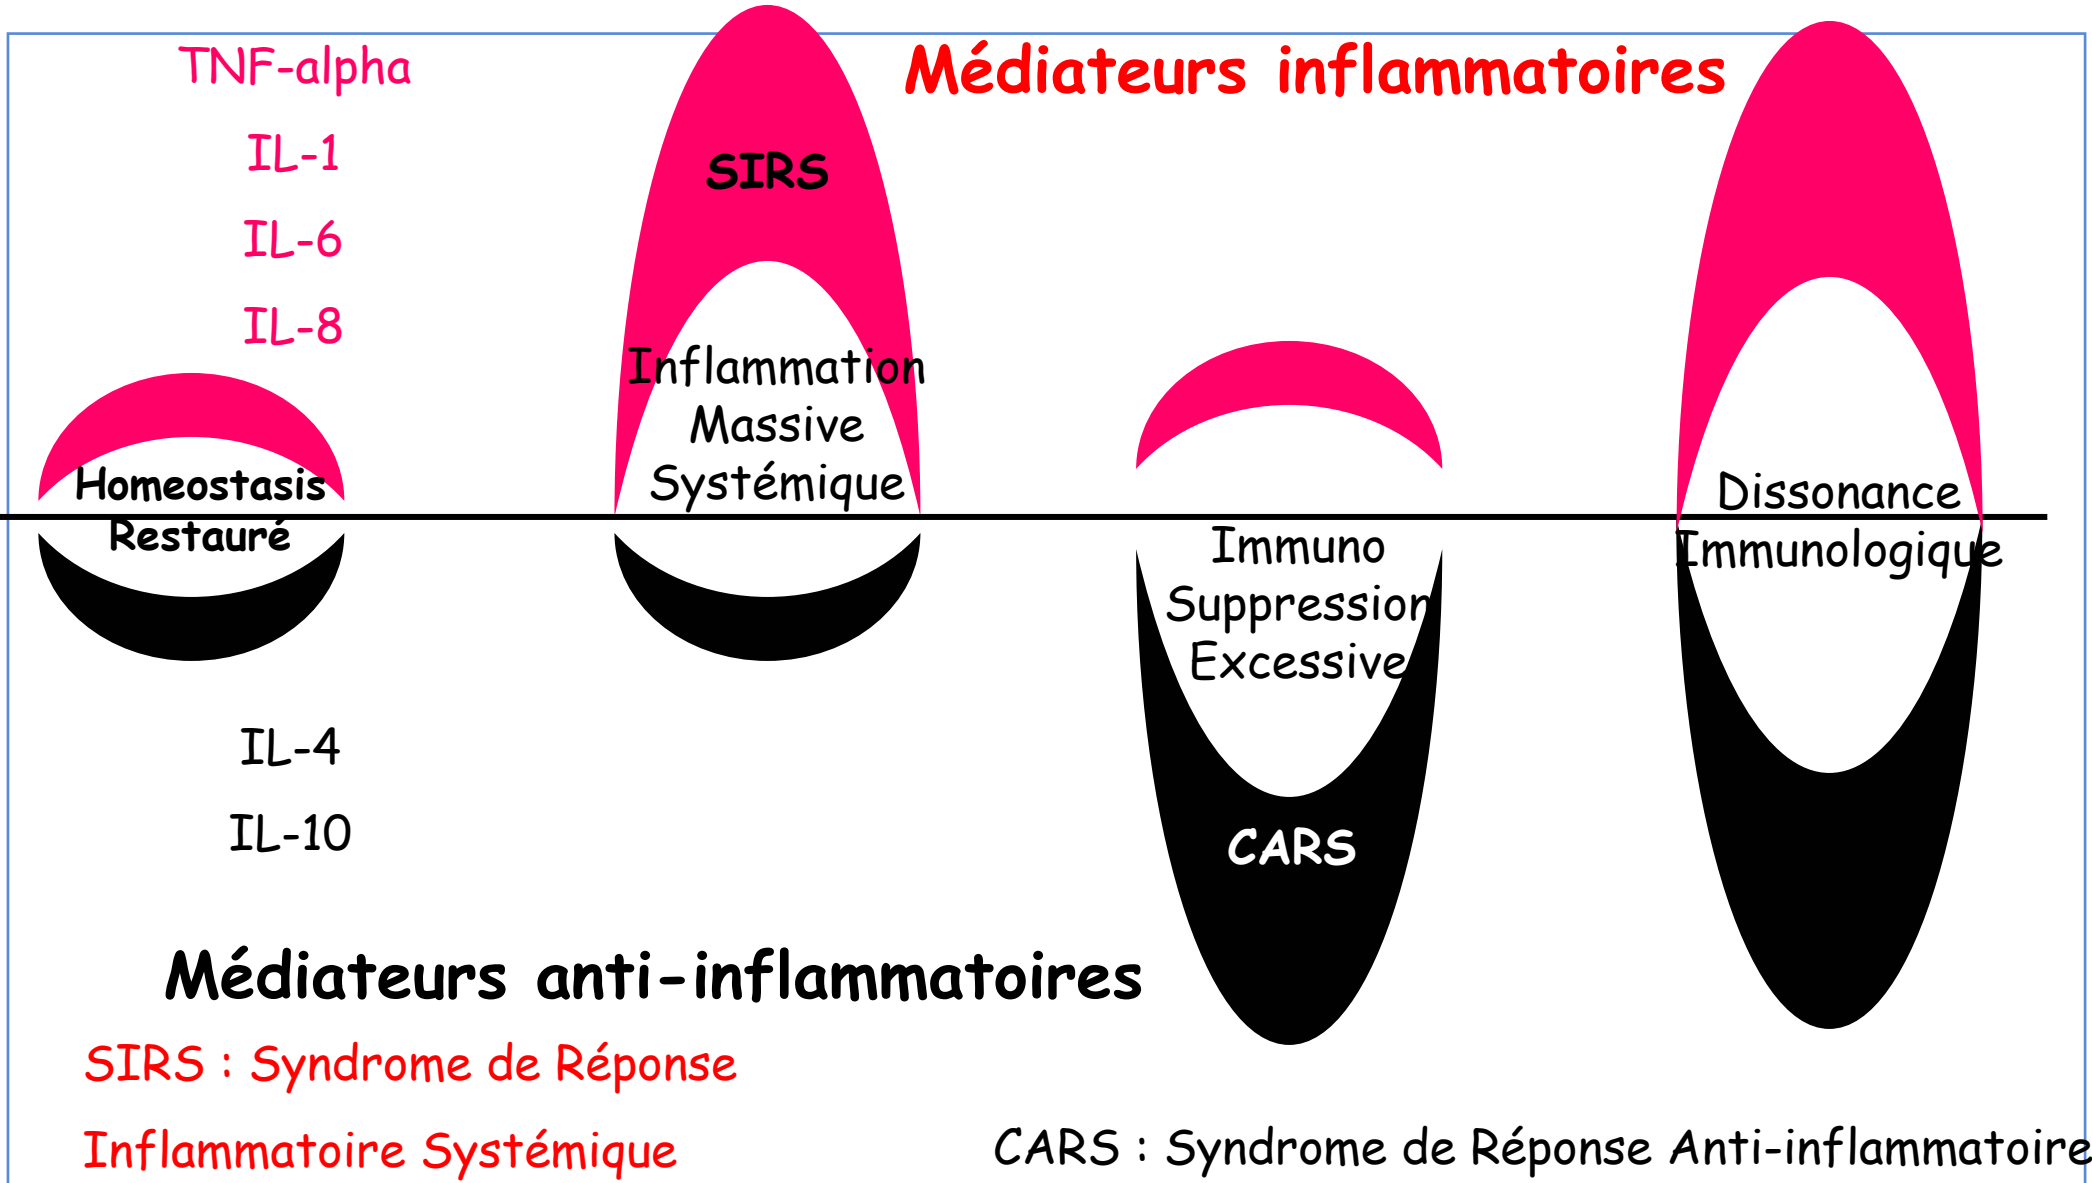 TNF-alpha
IL-1
IL-6
IL-8
Médiateurs inflammatoires
SIRS
Homeostasis
Restauré
Inflammation
Massive
Systémique
Immuno
Suppression
Excessive
CARS
Dissonance
Immunologique
IL-4
IL-10
Médiateurs anti-inflammatoires
SIRS : Syndrome de Réponse
Inflammatoire Systémique
CARS : Syndrome de Réponse Anti-inflammatoire